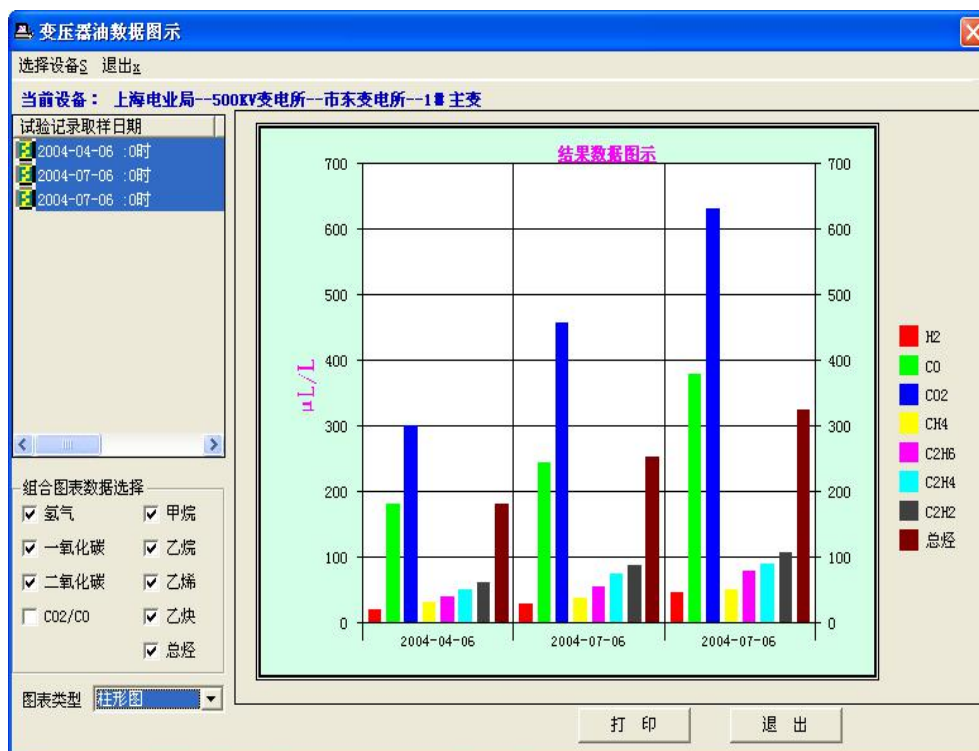 变压器油数据图示
选择设备S 退出x
当前设备： 上海电业局--500KV变电所--市东变电所--1#主变
试验记录取样日期
2004-04-06 :0时
2004-07-06 :0时
2004-07-06 :0时
组合图表数据选择
氢气 甲烷
一氧化碳 乙烷
二氧化碳 乙烯
CO2/CO 乙炔
总烃
图表类型 柱形图
结果数据图示
700 700
600 600
500 500
400 400
300 300
200 200
100 100
0 0
μL/L
2004-04-06 2004-07-06 2004-07-06
H2
CO
CO2
CH4
C2H6
C2H4
C2H2
总烃
打 印 退 出